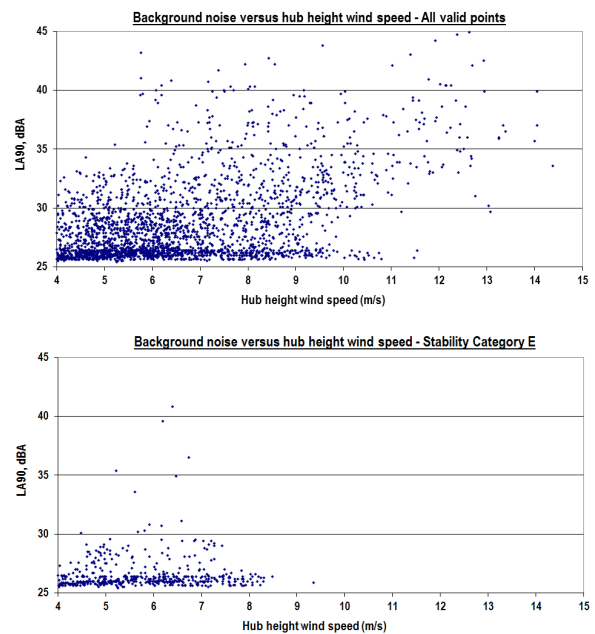 Background noise versus hub height wind speed - All valid points
45
40
35
30
25
LA90, dBA
4 5 6 7 8 9 10 11 12 13 14 15
Hub height wind speed (m/s)
Background noise versus hub height wind speed - Stability Category E
45
40
35
30
25
LA90, dBA
4 5 6 7 8 9 10 11 12 13 14 15
Hub height wind speed (m/s)